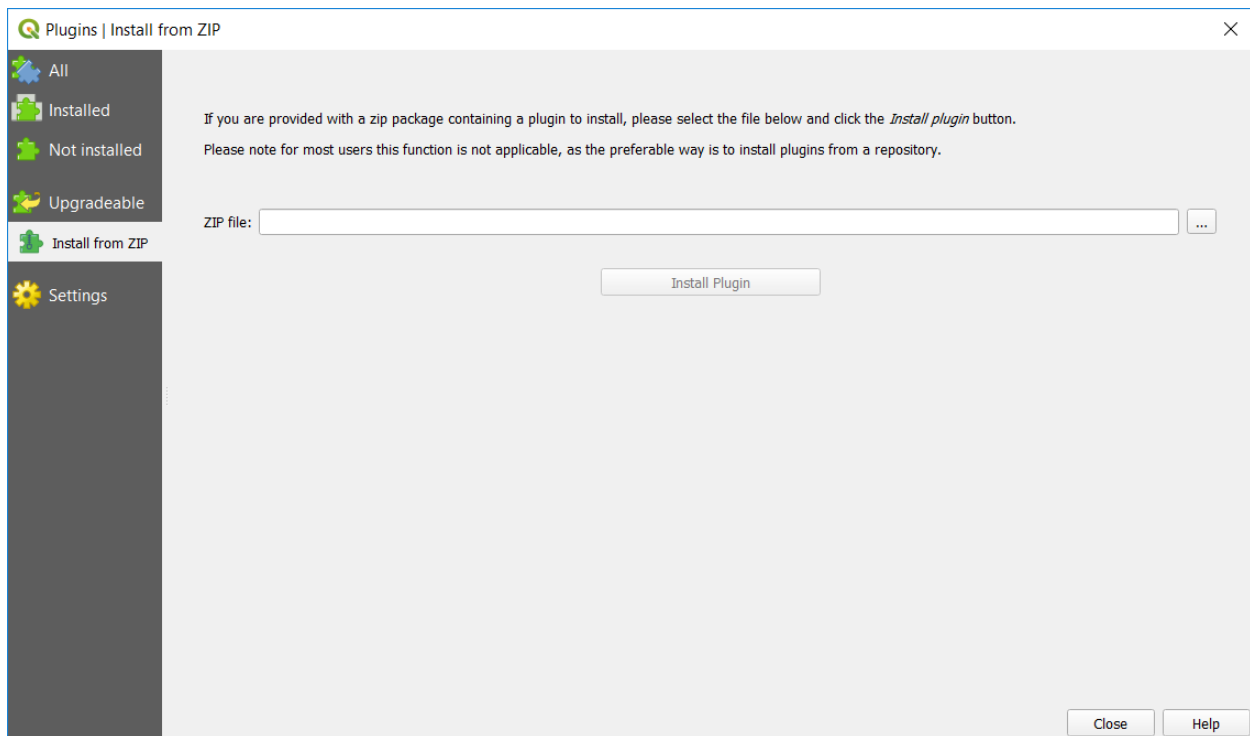 Plugins | Install from ZIP
All
Installed
Not installed
Upgradeable
Install from ZIP
Settings
If you are provided with a zip package containing a plugin to install, please select the file below and click the Install plugin button.
Please note for most users this function is not applicable, as the preferable way is to install plugins from a repository.
ZIP file:
...
Install Plugin
Close
Help